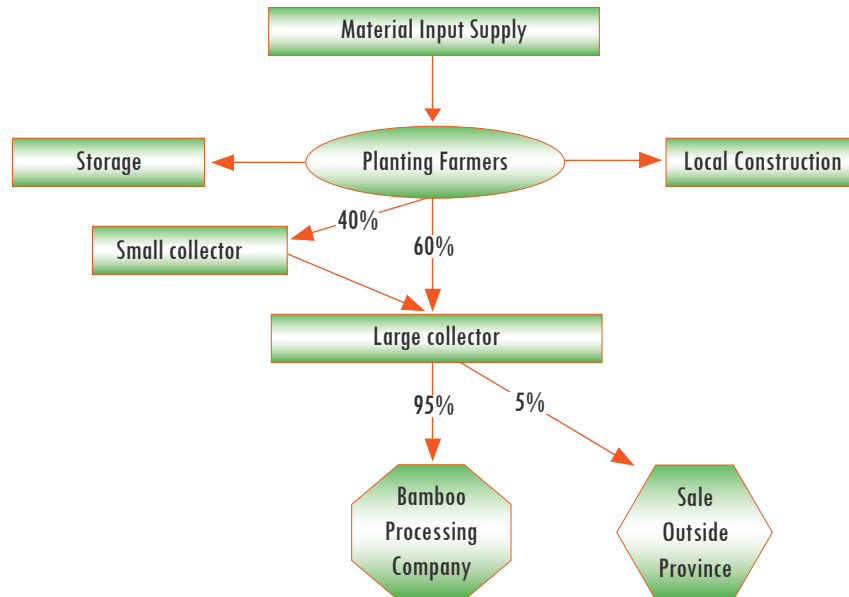 Material Input Supply
Storage
Planting Farmers
Local Construction
40%
Small collector
60%
Large collector
95%
5%
Bamboo
Processing
Company
Sale
Outside
Province